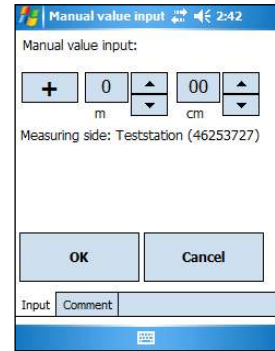 Manual value input 2:42
Manual value input:
+ 0 00
m cm
Measuring side: Teststation (46253727)
OK Cancel
Input Comment